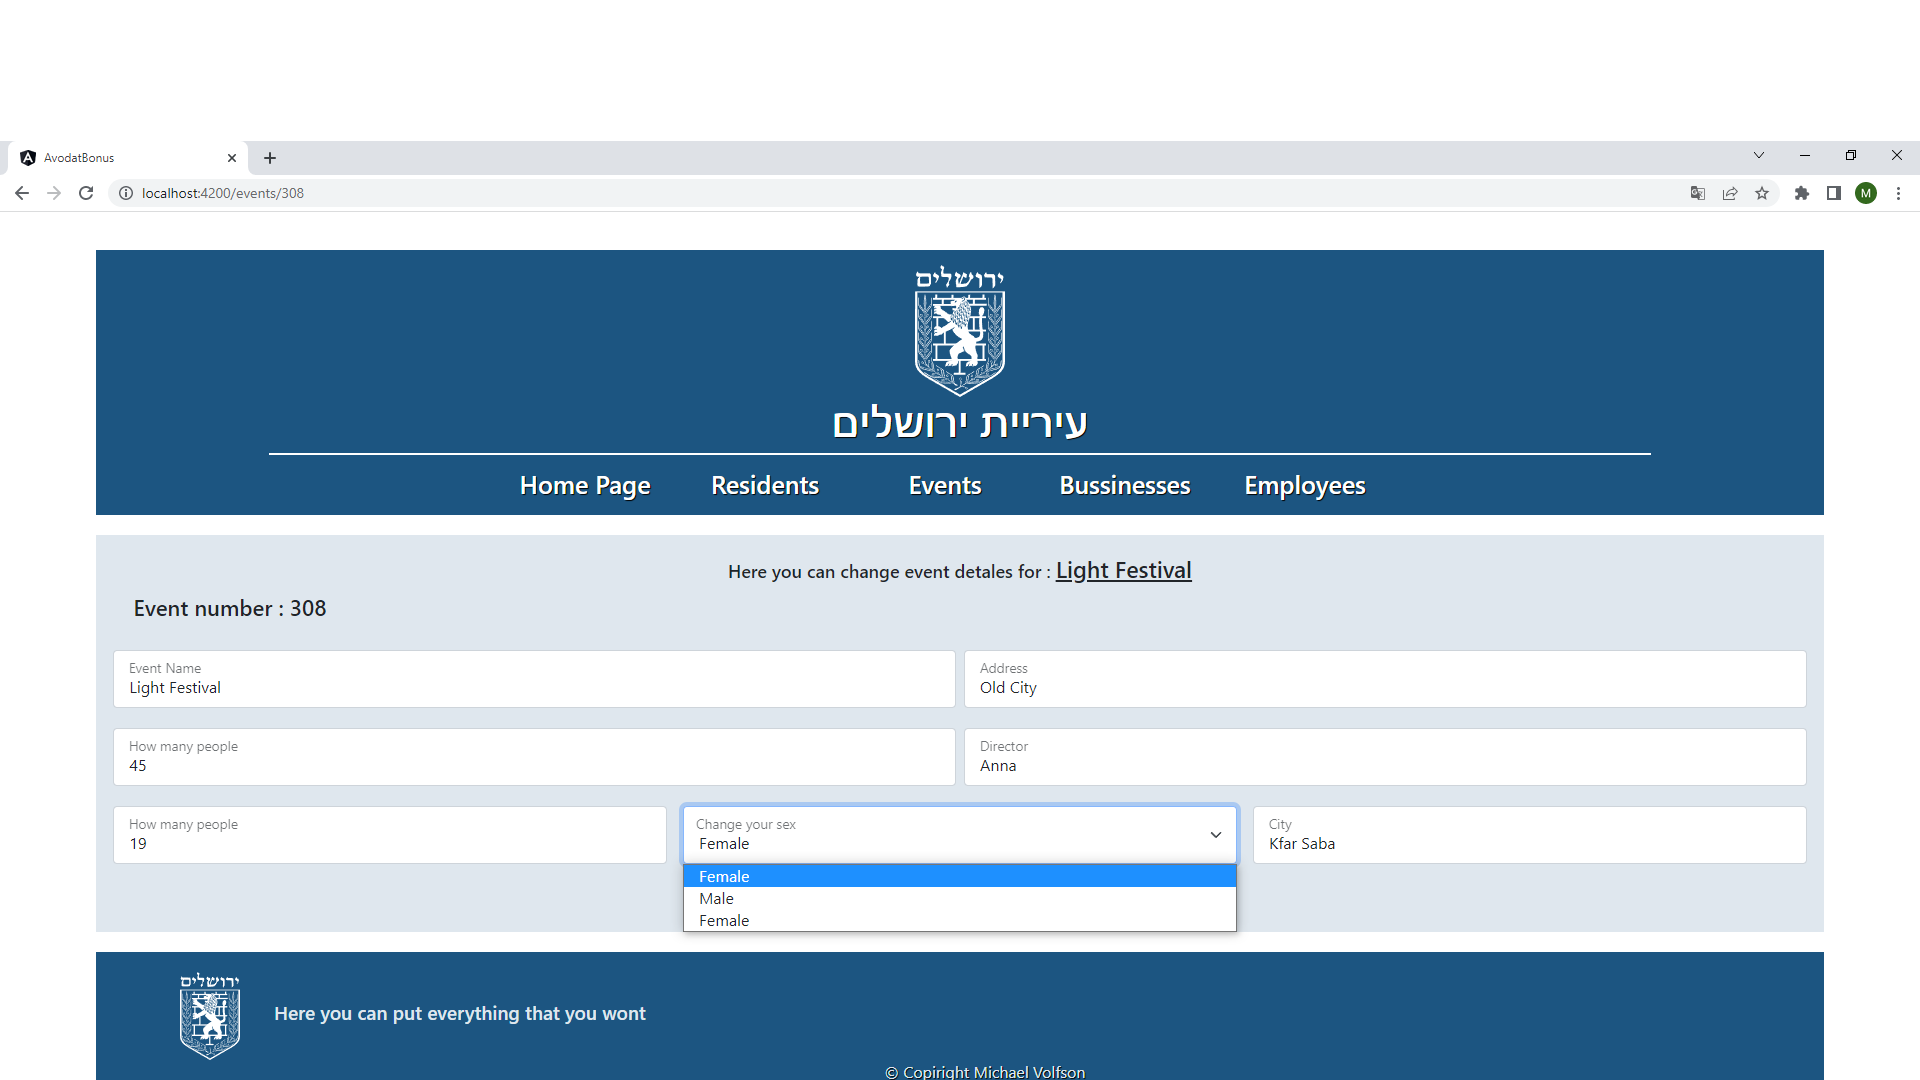 AvodatBonus
localhost:4200/events/308
M
ירושלים
עיריית ירושלים
Home Page Residents Events Bussinesses Employees
Here you can change event detales for : Light Festival
Event number : 308
Event Name
Light Festival
Address
Old City
How many people
45
Director
Anna
How many people
19
Change your sex
Female
City
Kfar Saba
Female
Male
Female
ירושלים
Here you can put everything that you wont
© Copiright Michael Volfson